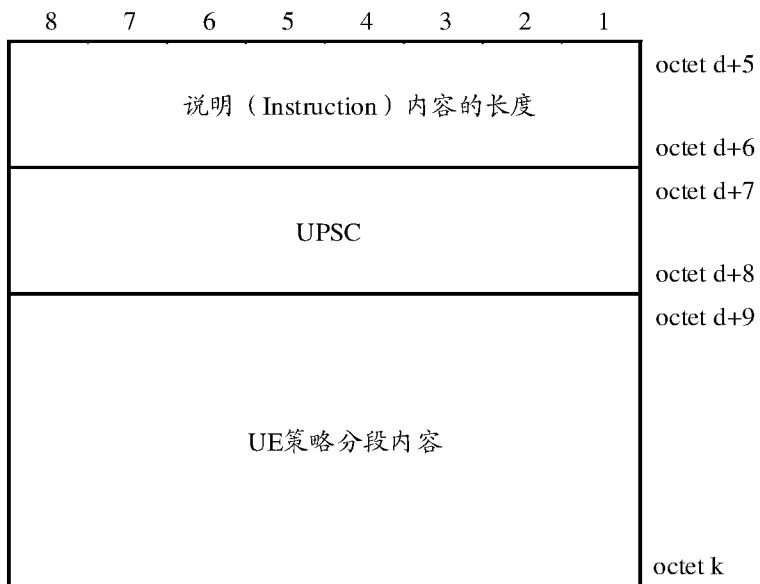 8 7 6 5 4 3 2 1
octet d+5
说明（Instruction）内容的长度
octet d+6
octet d+7
UPSC
octet d+8
octet d+9
UE策略分段内容
octet k